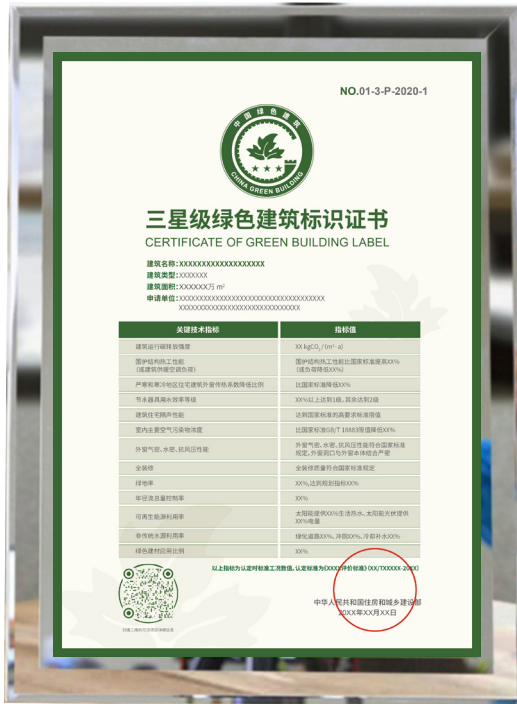 NO.01-3-P-2020-1
中国绿色建筑
CHINA GREEN BUILDING
三星级绿色建筑标识证书
CERTIFICATE OF GREEN BUILDING LABEL
建筑名称:XXXXXXXXXXXXXXXXXXX
建筑类型:XXXXXXX
建筑面积:XXXXXX万 m²
申请单位:XXXXXXXXXXXXXXXXXXXXXXXXXXXXXXXXXXXX
XXXXXXXXXXXXXXXXXXXXXXXXXXXXXX
关键技术指标 指标值
建筑运行碳排放强度 XX kgCO₂/(m²·a)
围护结构热工性能 围护结构热工性能比国家标准提高XX%
(或建筑供暖空调负荷) (或负荷降低XX%)
严寒和寒冷地区住宅建筑外窗传热系数降低比例 比国家标准降低XX%
节水器具用水效率等级 XX%以上达到1级,其余达到2级
建筑住宅隔声性能 达到国家标准的高要求标准限值
室内主要空气污染物浓度 比国家标准GB/T 18883限值降低XX%
外窗气密、水密、抗风压性能 外窗气密、水密、抗风压性能符合国家标准
规定,外窗洞口与外窗本体结合严密
全装修 全装修质量符合国家标准规定
绿地率 XX%,达到规划指标XX%
年径流总量控制率 XX%
可再生能源利用率 太阳能提供XX%生活热水、太阳能光伏提供
XX%电量
非传统水源利用率 绿化道路XX%、冲厕XX%、冷却补水XX%
绿色建材应用比例 XX%
以上指标为认定时标准工况数值,认定标准为《XXXX评价标准》(XX/TXXXXX-20XX)
中华人民共和国住房和城乡建设部
20XX年XX月XX日